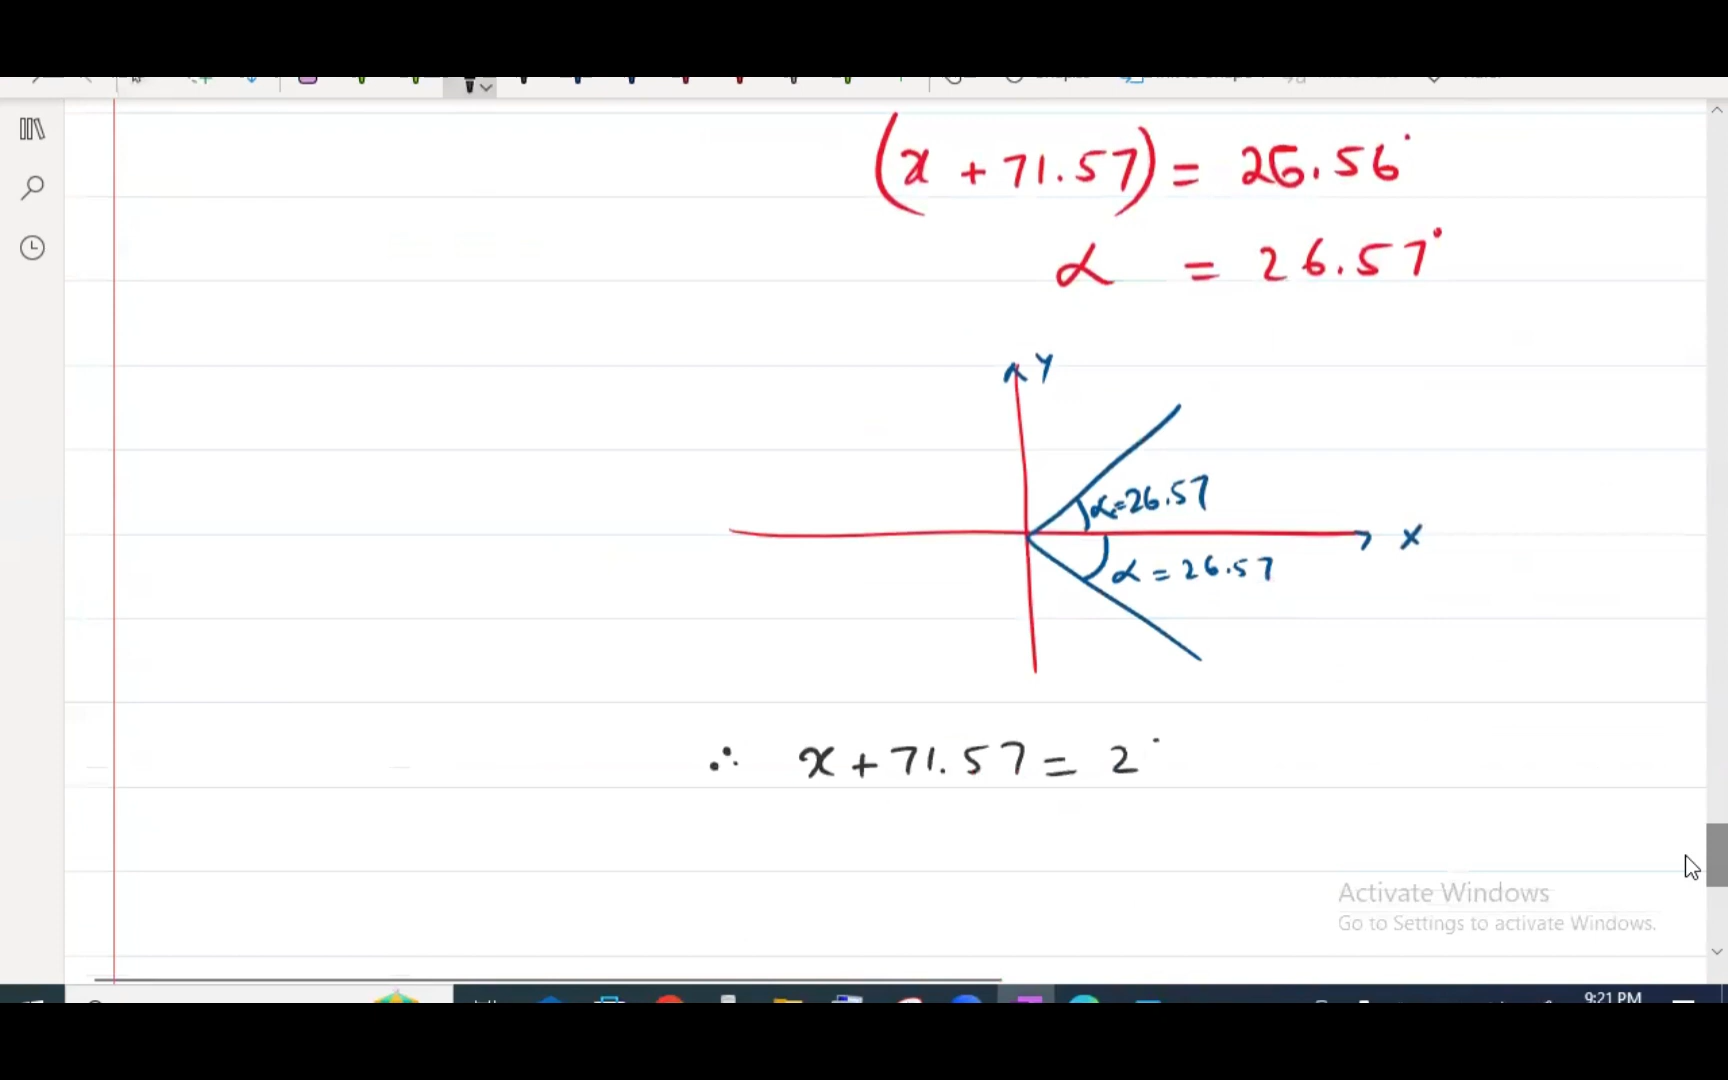 (x + 71.57) = 26.56°
α = 26.57°
Y
α = 26.57
X
α = 26.57
∴ x + 71.57 = 2
Activate Windows
Go to Settings to activate Windows.
9:21 PM